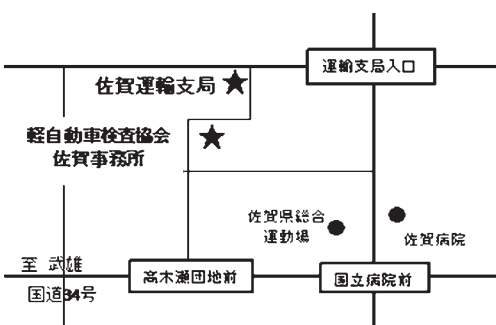 運輸支局入口
佐賀運輸支局
軽自動車検査協会
佐賀事務所
佐賀県総合
運動場
佐賀病院
至 武雄
高木瀬団地前
国立病院前
国道34号